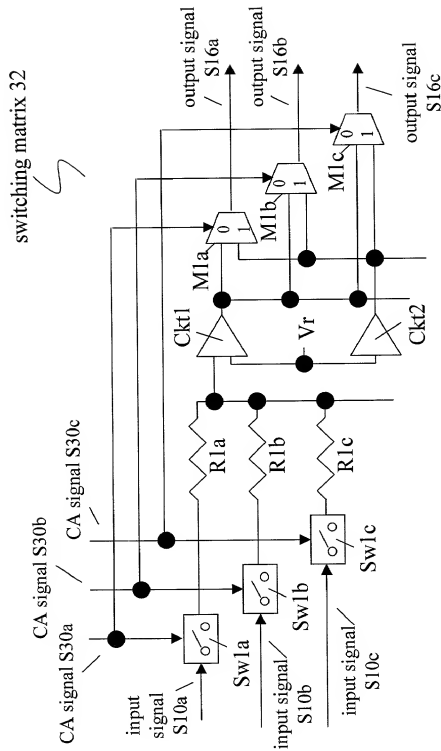 switching matrix 32
CA signal S30a
CA signal S30b
CA signal S30c
input
signal
S10a
input signal
S10b
input signal
S10c
Sw1a
Sw1b
Sw1c
R1a
R1b
R1c
Ckt1
Vr
Ckt2
M1a
0
1
M1b
0
1
M1c
0
1
output signal
S16a
output signal
S16b
output signal
S16c